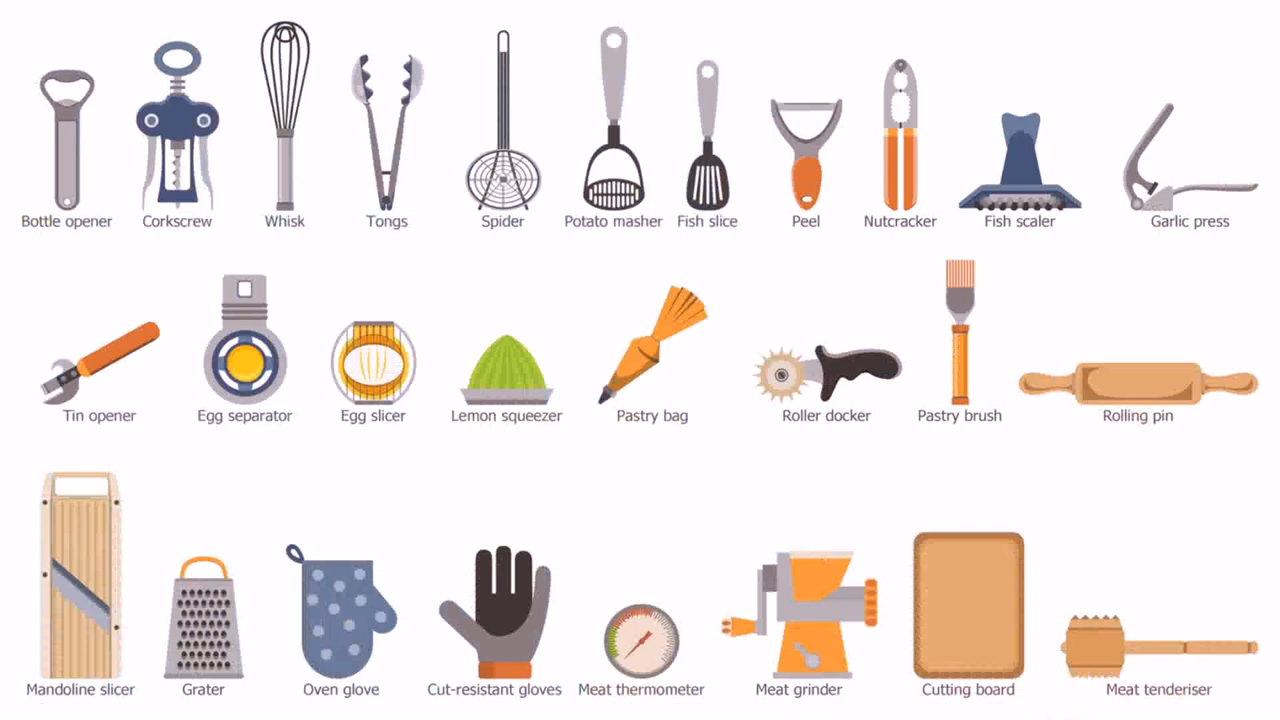 Bottle opener
Corkscrew
Whisk
Tongs
Spider
Potato masher
Fish slice
Peel
Nutcracker
Fish scaler
Garlic press
Tin opener
Egg separator
Egg slicer
Lemon squeezer
Pastry bag
Roller docker
Pastry brush
Rolling pin
Mandoline slicer
Grater
Oven glove
Cut-resistant gloves
Meat thermometer
Meat grinder
Cutting board
Meat tenderiser